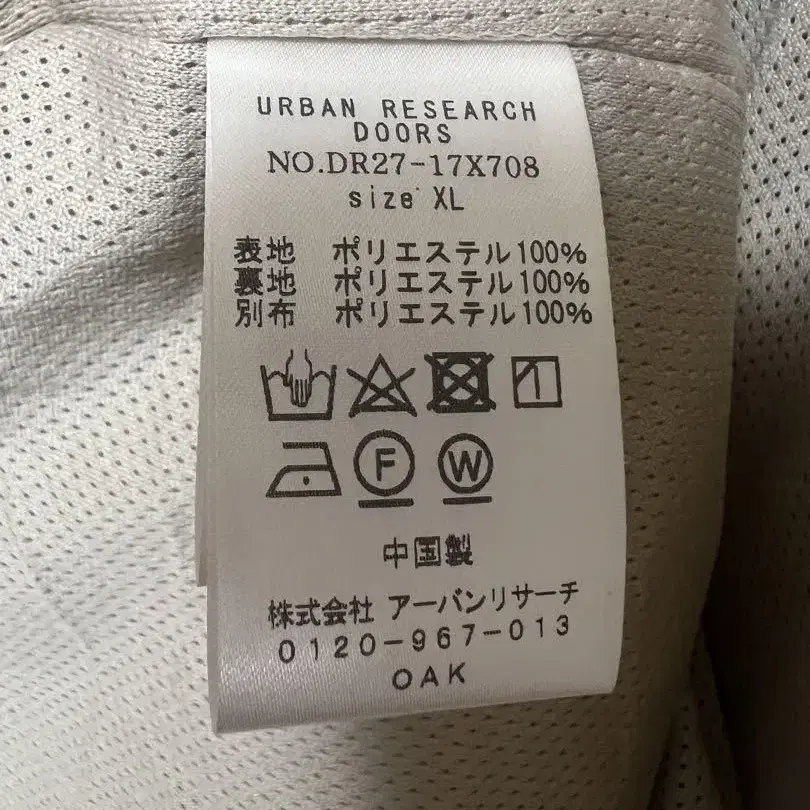 URBAN RESEARCH
DOORS
NO.DR27-17X708
size XL
表地 ポリエステル100%
裏地 ポリエステル100%
別布 ポリエステル100%
F W
中国製
株式会社 アーバンリサーチ
0120-967-013
OAK